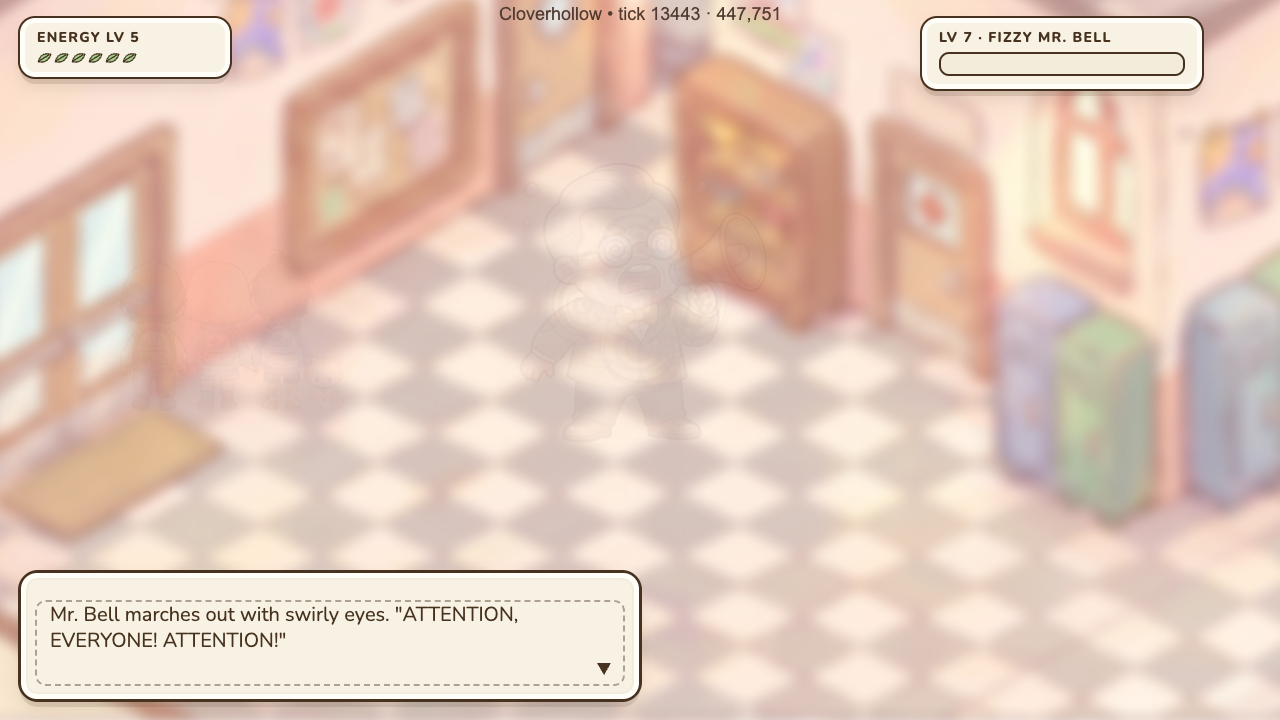 Cloverhollow • tick 13443 · 447,751
ENERGY LV 5
LV 7 · FIZZY MR. BELL
Mr. Bell marches out with swirly eyes. "ATTENTION,
EVERYONE! ATTENTION!"